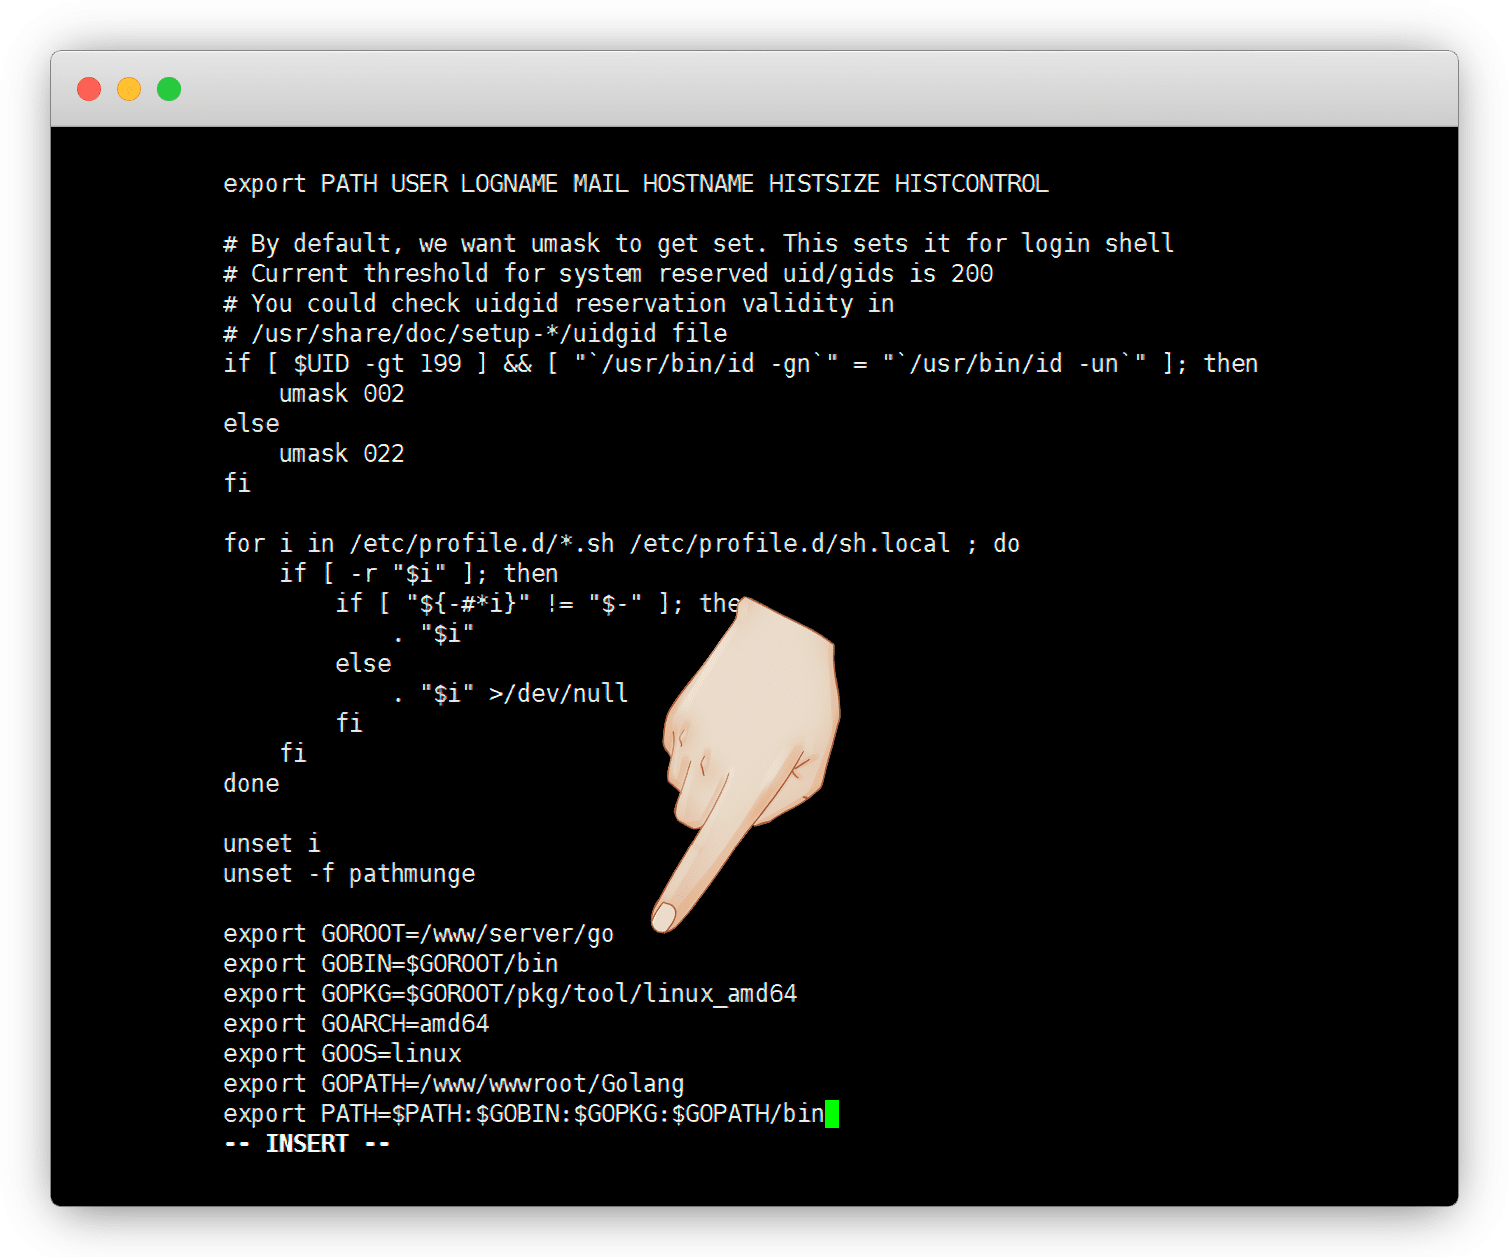 export PATH USER LOGNAME MAIL HOSTNAME HISTSIZE HISTCONTROL
# By default, we want umask to get set. This sets it for login shell
# Current threshold for system reserved uid/gids is 200
# You could check uidgid reservation validity in
# /usr/share/doc/setup-*/uidgid file
if [ $UID -gt 199 ] && [ "`/usr/bin/id -gn`" = "`/usr/bin/id -un`" ]; then
    umask 002
else
    umask 022
fi
for i in /etc/profile.d/*.sh /etc/profile.d/sh.local ; do
    if [ -r "$i" ]; then
        if [ "${-#*i}" != "$-" ]; the
            . "$i"
        else
            . "$i" >/dev/null
        fi
    fi
done
unset i
unset -f pathmunge
export GOROOT=/www/server/go
export GOBIN=$GOROOT/bin
export GOPKG=$GOROOT/pkg/tool/linux_amd64
export GOARCH=amd64
export GOOS=linux
export GOPATH=/www/wwwroot/Golang
export PATH=$PATH:$GOBIN:$GOPKG:$GOPATH/bin
-- INSERT --